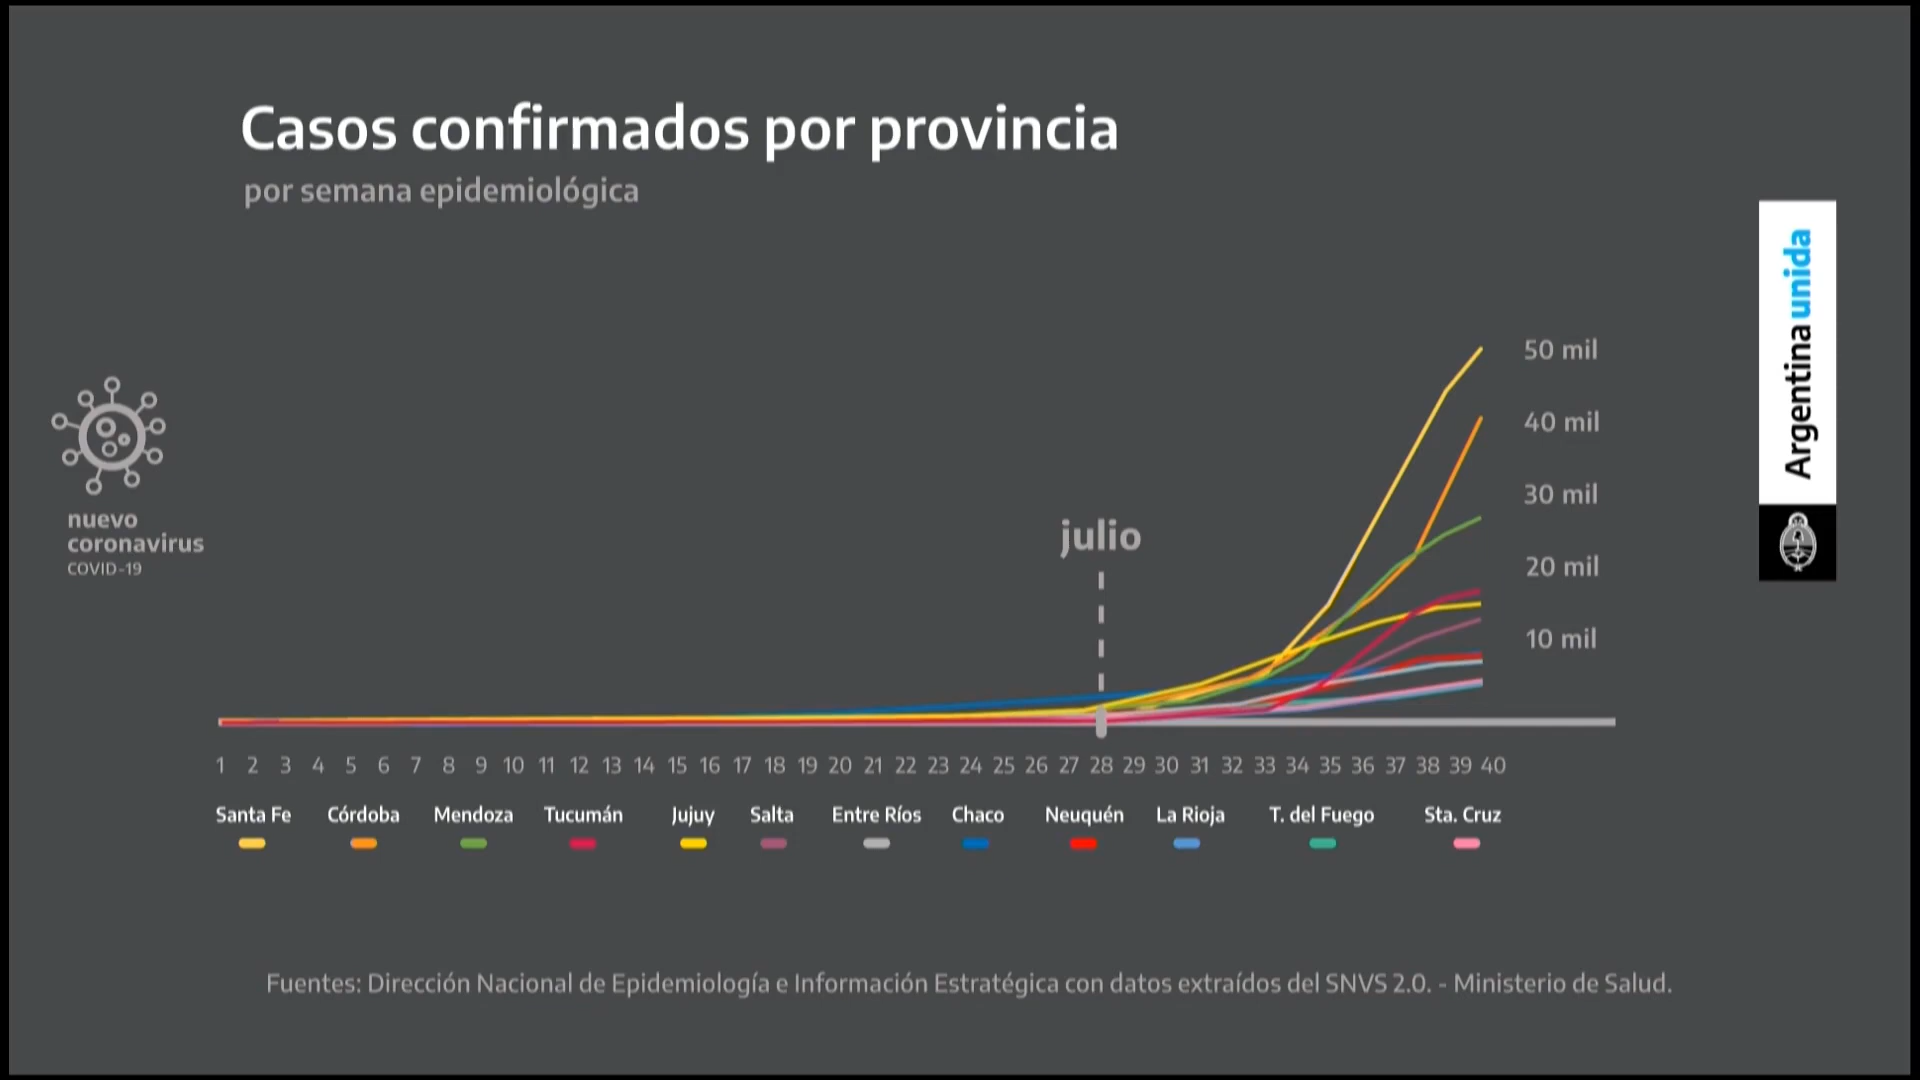 Casos confirmados por provincia
por semana epidemiológica
Argentina unida
50 mil
40 mil
30 mil
20 mil
10 mil
nuevo
coronavirus
COVID-19
julio
1 2 3 4 5 6 7 8 9 10 11 12 13 14 15 16 17 18 19 20 21 22 23 24 25 26 27 28 29 30 31 32 33 34 35 36 37 38 39 40
Santa Fe Córdoba Mendoza Tucumán Jujuy Salta Entre Ríos Chaco Neuquén La Rioja T. del Fuego Sta. Cruz
Fuentes: Dirección Nacional de Epidemiología e Información Estratégica con datos extraídos del SNVS 2.0. - Ministerio de Salud.